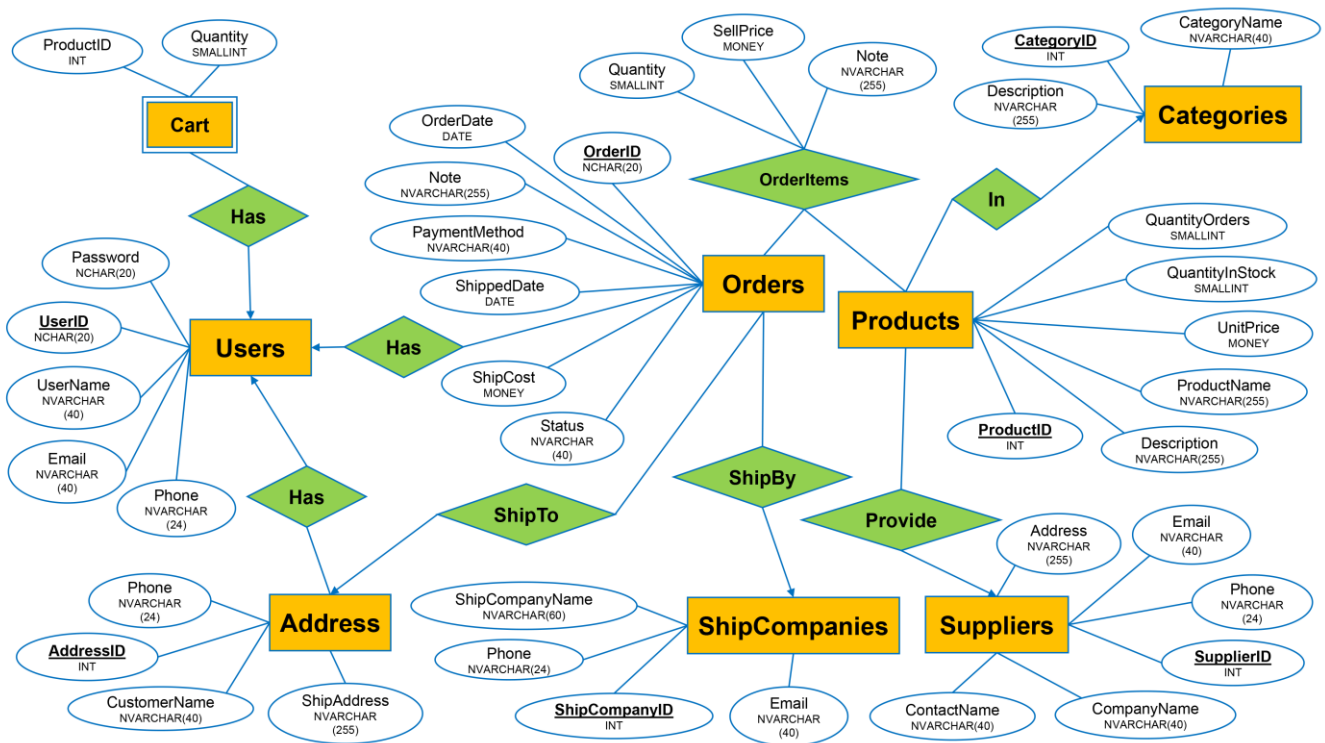 ProductID
INT
Quantity
SMALLINT
Cart
Has
Password
NCHAR(20)
UserID
NCHAR(20)
UserName
NVARCHAR
(40)
Email
NVARCHAR
(40)
Phone
NVARCHAR
(24)
Users
Has
Has
OrderDate
DATE
Note
NVARCHAR(255)
PaymentMethod
NVARCHAR(40)
ShippedDate
DATE
ShipCost
MONEY
Status
NVARCHAR
(40)
OrderID
NCHAR(20)
Orders
Quantity
SMALLINT
SellPrice
MONEY
Note
NVARCHAR
(255)
OrderItems
CategoryID
INT
CategoryName
NVARCHAR(40)
Description
NVARCHAR
(255)
Categories
In
QuantityOrders
SMALLINT
QuantityInStock
SMALLINT
UnitPrice
MONEY
ProductName
NVARCHAR(255)
Description
NVARCHAR(255)
ProductID
INT
Products
ShipTo
ShipBy
Provide
Phone
NVARCHAR
(24)
AddressID
INT
CustomerName
NVARCHAR(40)
ShipAddress
NVARCHAR
(255)
Address
ShipCompanyName
NVARCHAR(60)
Phone
NVARCHAR(24)
ShipCompanyID
INT
Email
NVARCHAR
(40)
ShipCompanies
Address
NVARCHAR
(255)
Email
NVARCHAR
(40)
Phone
NVARCHAR
(24)
SupplierID
INT
ContactName
NVARCHAR(40)
CompanyName
NVARCHAR(40)
Suppliers